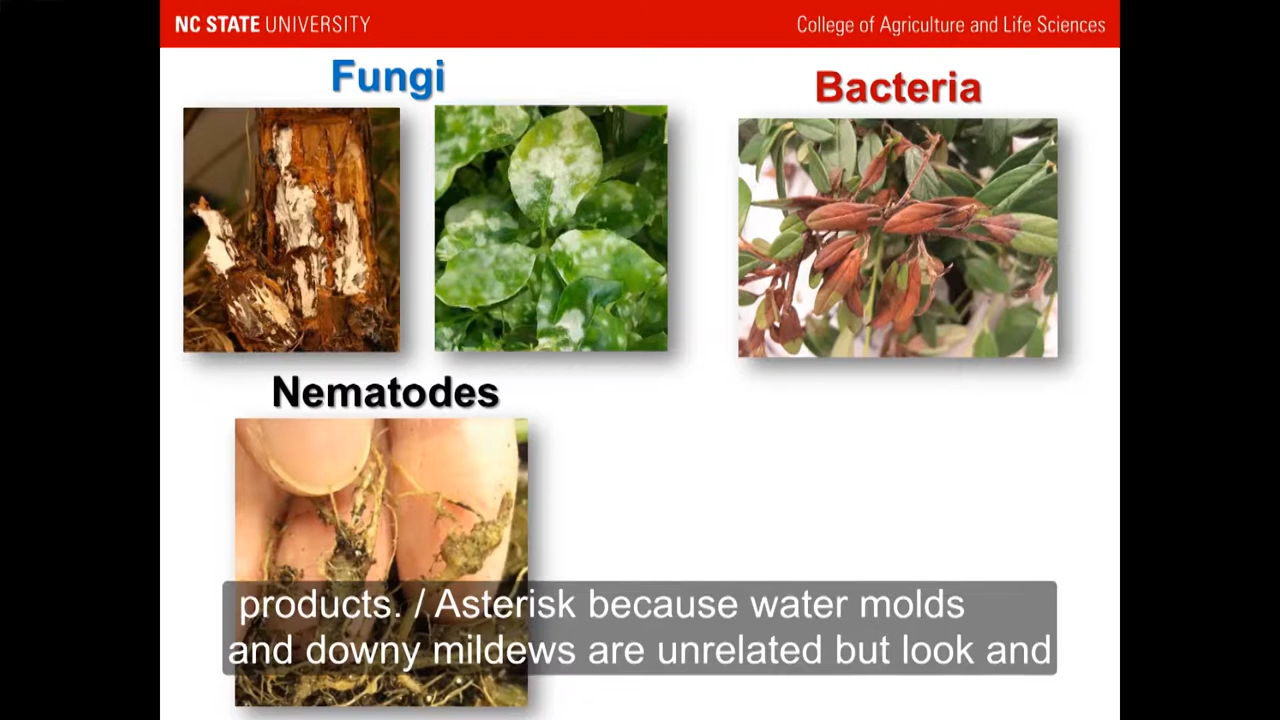 NC STATE UNIVERSITY
College of Agriculture and Life Sciences
Fungi
Bacteria
Nematodes
products. / Asterisk because water molds
and downy mildews are unrelated but look and